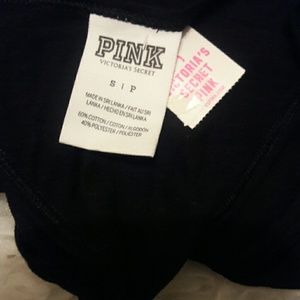 PINK
VICTORIA'S SECRET
S | P
MADE IN SRI LANKA / FAIT AU SRI
LANKA / HECHO EN SRI LANKA
60% COTTON / COTON / ALGODON
40% POLYESTER / POLIESTER
VICTORIA'S
SECRET
PINK